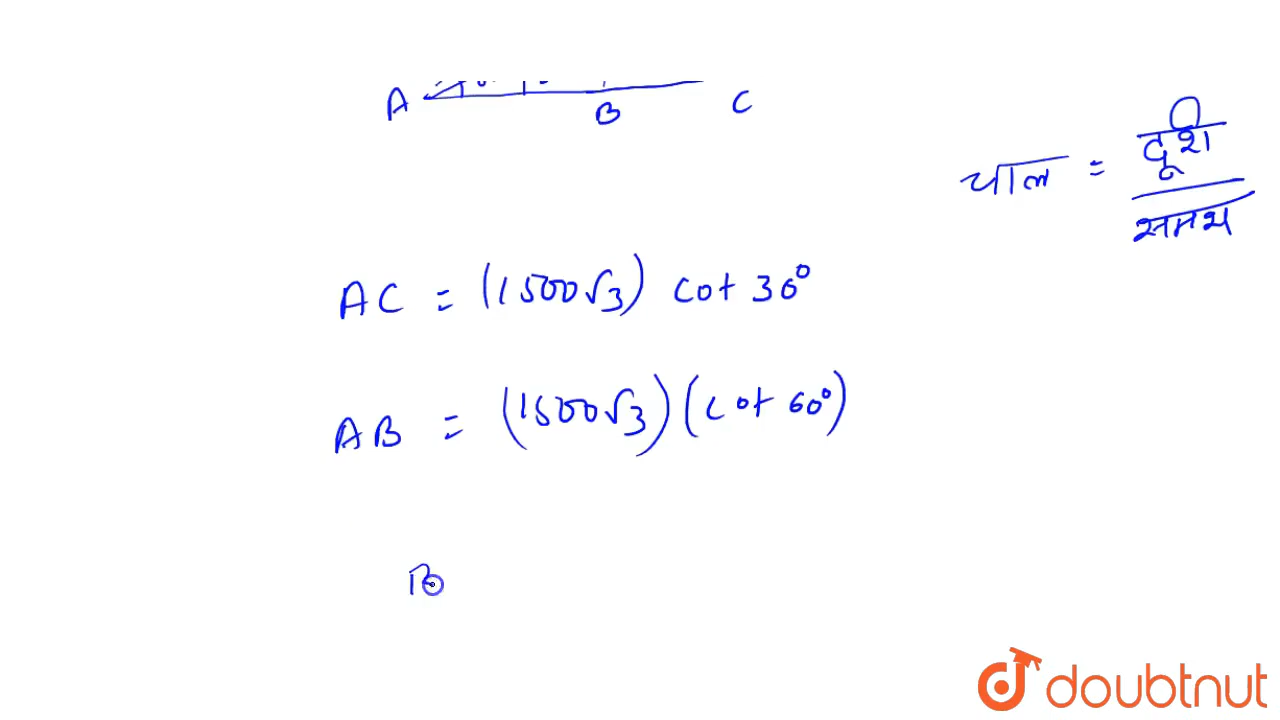 A B C
चाल = दूरी / समय
AC = (1500√3) cot 30°
AB = (1500√3)(cot 60°)
B
doubtnut